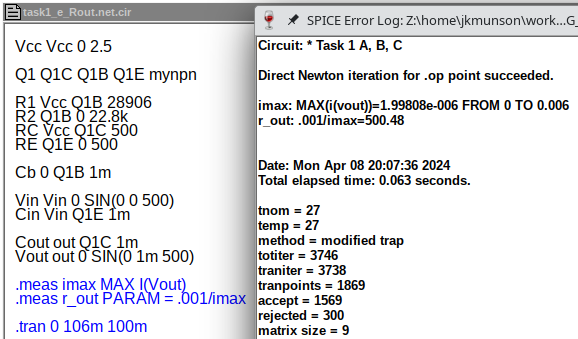 task1_e_Rout.net.cir
Vcc Vcc 0 2.5
Q1 Q1C Q1B Q1E mynpn
R1 Vcc Q1B 28906
R2 Q1B 0 22.8k
RC Vcc Q1C 500
RE Q1E 0 500
Cb 0 Q1B 1m
Vin Vin 0 SIN(0 0 500)
Cin Vin Q1E 1m
Cout out Q1C 1m
Vout out 0 SIN(0 1m 500)
.meas imax MAX I(Vout)
.meas r_out PARAM = .001/imax
.tran 0 106m 100m
SPICE Error Log: Z:\home\jkmunson\work...G_
Circuit: * Task 1 A, B, C
Direct Newton iteration for .op point succeeded.
imax: MAX(i(vout))=1.99808e-006 FROM 0 TO 0.006
r_out: .001/imax=500.48
Date: Mon Apr 08 20:07:36 2024
Total elapsed time: 0.063 seconds.
tnom = 27
temp = 27
method = modified trap
totiter = 3746
traniter = 3738
tranpoints = 1869
accept = 1569
rejected = 300
matrix size = 9